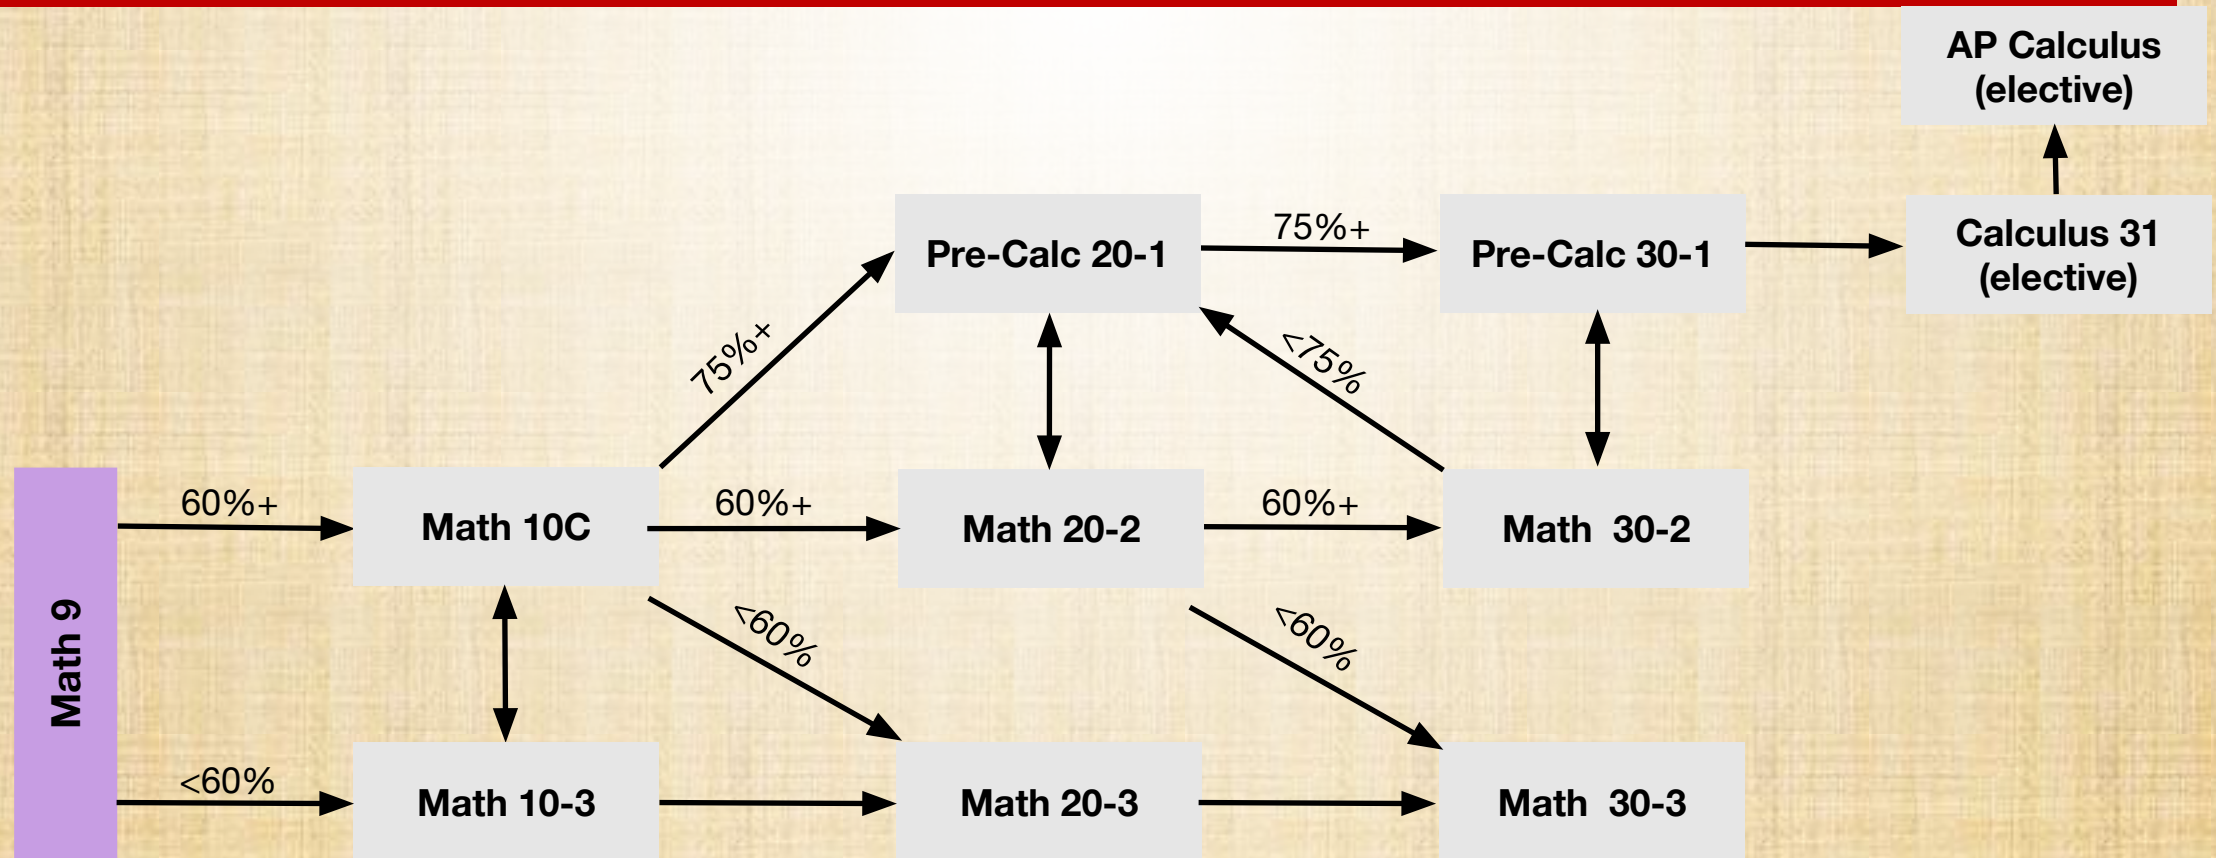 AP Calculus
(elective)
75%+
Pre-Calc 20-1
Pre-Calc 30-1
Calculus 31
(elective)
75%+
<75%
60%+
60%+
60%+
Math 10C
Math 20-2
Math  30-2
Math 9
<60%
<60%
<60%
Math 10-3
Math 20-3
Math  30-3